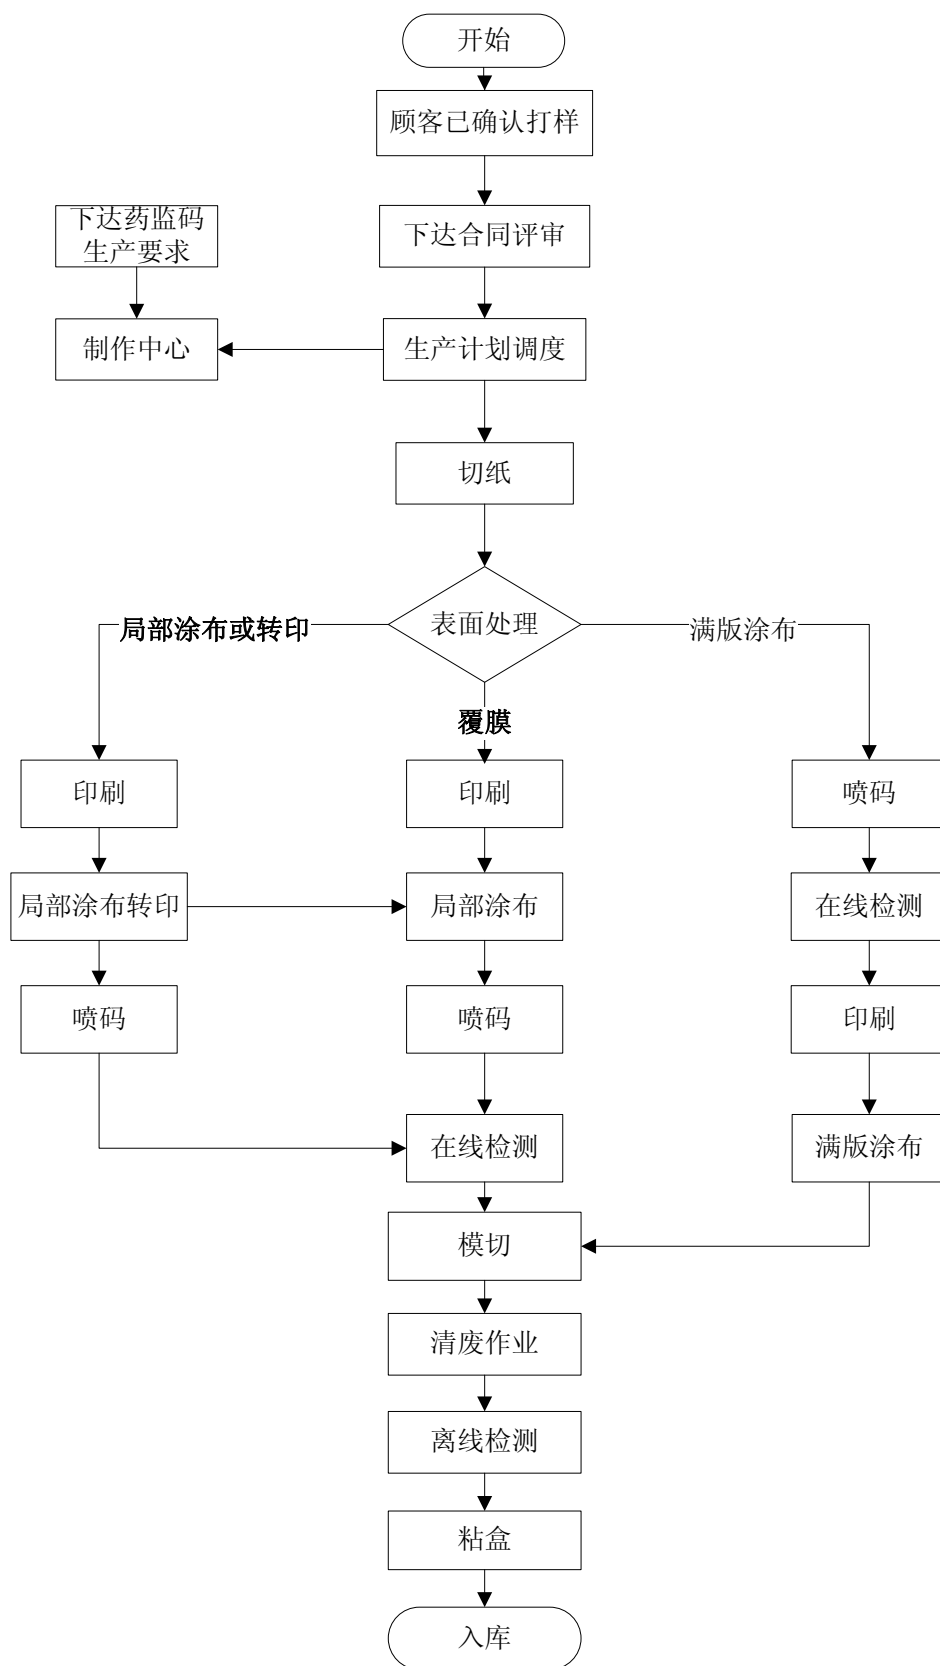 开始
顾客已确认打样
下达药监码
生产要求
下达合同评审
制作中心
生产计划调度
切纸
表面处理
局部涂布或转印
满版涂布
覆膜
印刷
印刷
喷码
局部涂布转印
局部涂布
在线检测
喷码
喷码
印刷
在线检测
满版涂布
模切
清废作业
离线检测
粘盒
入库